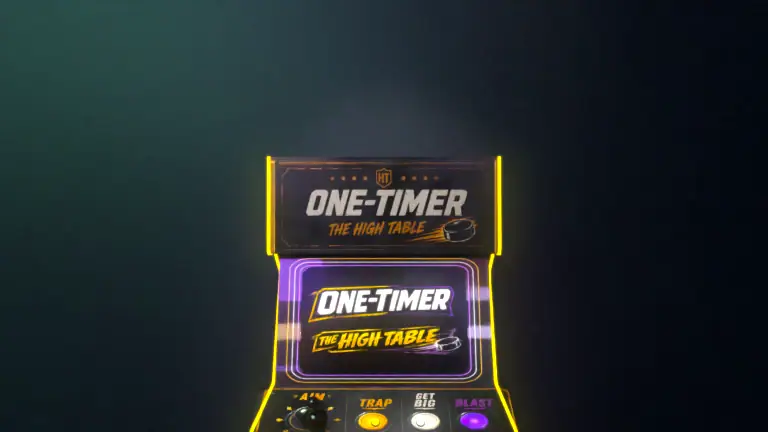 HT
ONE-TIMER
THE HIGH TABLE
ONE-TIMER
THE HIGH TABLE
AIM
TRAP
GET
BIG
BLAST